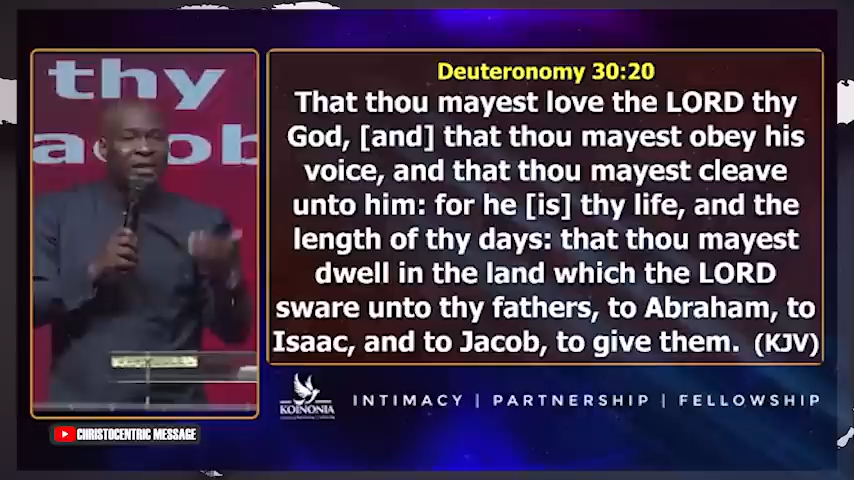 thy
acob
Deuteronomy 30:20
That thou mayest love the LORD thy
God, [and] that thou mayest obey his
voice, and that thou mayest cleave
unto him: for he [is] thy life, and the
length of thy days: that thou mayest
dwell in the land which the LORD
sware unto thy fathers, to Abraham, to
Isaac, and to Jacob, to give them. (KJV)
KOINONIA
INTIMACY | PARTNERSHIP | FELLOWSHIP
CHRISTOCENTRIC MESSAGE